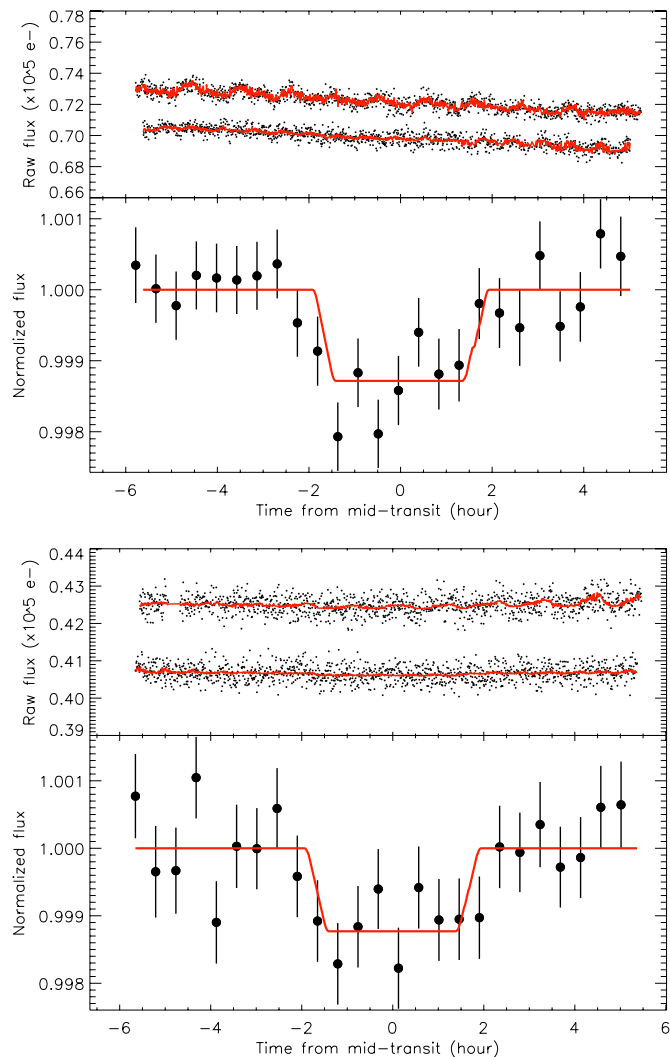 0.78
0.74
0.72
0.70
0.68
0.66
Raw flux (x10^5 e-)
1.001
1.000
0.999
0.998
Normalized flux
-6 -4 -2 0 2 4
Time from mid-transit (hour)
0.44
0.43
0.42
0.41
0.40
0.39
Raw flux (x10^5 e-)
1.001
1.000
0.999
0.998
Normalized flux
-6 -4 -2 0 2 4 6
Time from mid-transit (hour)